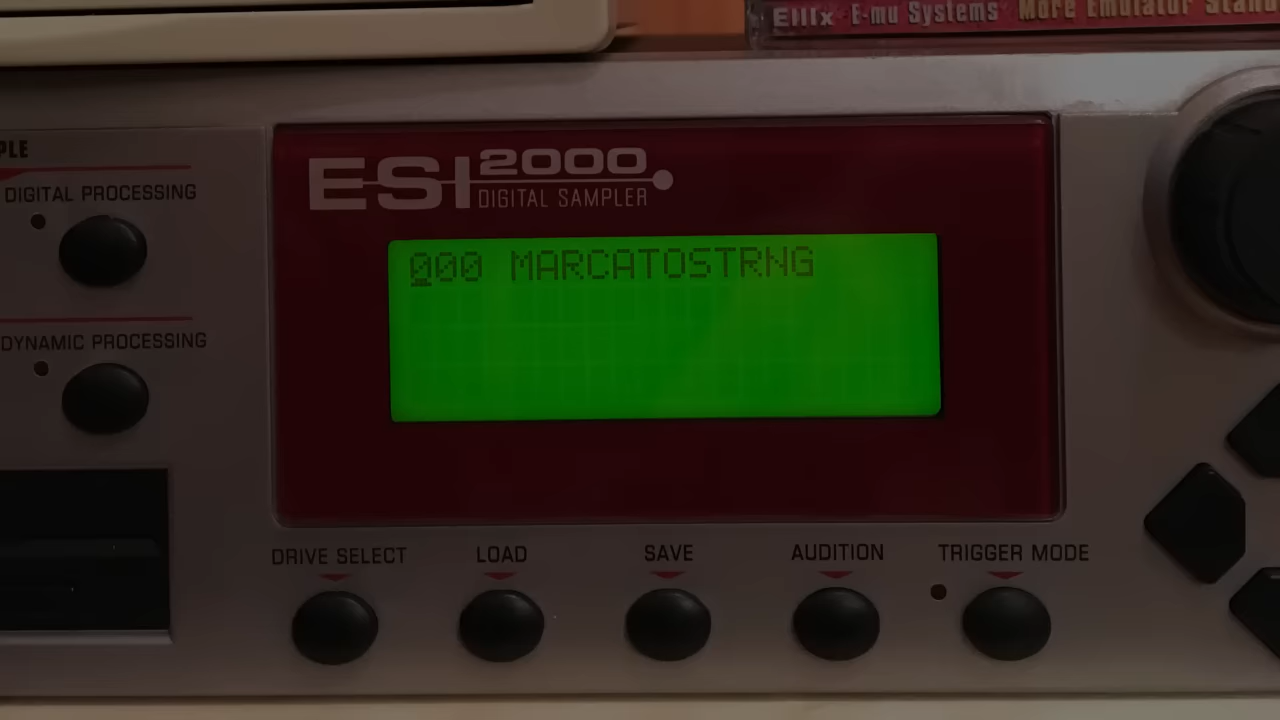 EIIIx E-mu Systems More Emulator Stand
PLE
DIGITAL PROCESSING
DYNAMIC PROCESSING
ESI 2000
DIGITAL SAMPLER
000 MARCATOSTRNG
DRIVE SELECT LOAD SAVE AUDITION TRIGGER MODE